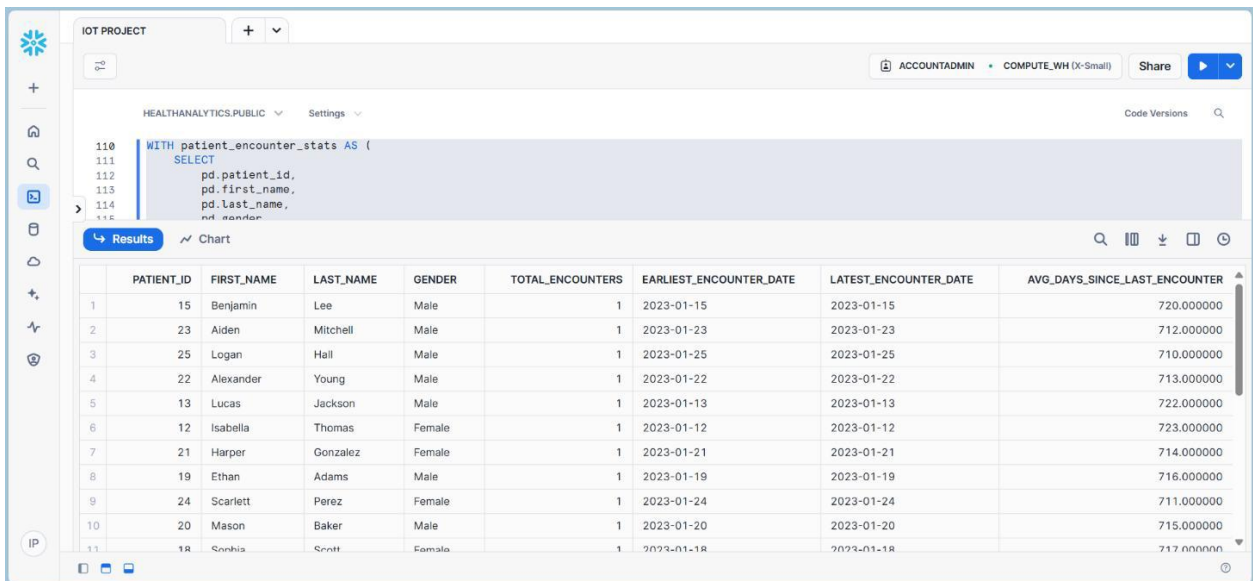 IOT PROJECT
ACCOUNTADMIN • COMPUTE_WH (X-Small) Share
HEALTHANALYTICS.PUBLIC Settings Code Versions
110 WITH patient_encounter_stats AS (
111 SELECT
112 pd.patient_id,
113 pd.first_name,
114 pd.last_name,
115 pd.gender
Results Chart
PATIENT_ID FIRST_NAME LAST_NAME GENDER TOTAL_ENCOUNTERS EARLIEST_ENCOUNTER_DATE LATEST_ENCOUNTER_DATE AVG_DAYS_SINCE_LAST_ENCOUNTER
1 15 Benjamin Lee Male 1 2023-01-15 2023-01-15 720.000000
2 23 Aiden Mitchell Male 1 2023-01-23 2023-01-23 712.000000
3 25 Logan Hall Male 1 2023-01-25 2023-01-25 710.000000
4 22 Alexander Young Male 1 2023-01-22 2023-01-22 713.000000
5 13 Lucas Jackson Male 1 2023-01-13 2023-01-13 722.000000
6 12 Isabella Thomas Female 1 2023-01-12 2023-01-12 723.000000
7 21 Harper Gonzalez Female 1 2023-01-21 2023-01-21 714.000000
8 19 Ethan Adams Male 1 2023-01-19 2023-01-19 716.000000
9 24 Scarlett Perez Female 1 2023-01-24 2023-01-24 711.000000
10 20 Mason Baker Male 1 2023-01-20 2023-01-20 715.000000
11 18 Sophia Scott Female 1 2023-01-18 2023-01-18 717.000000
IP